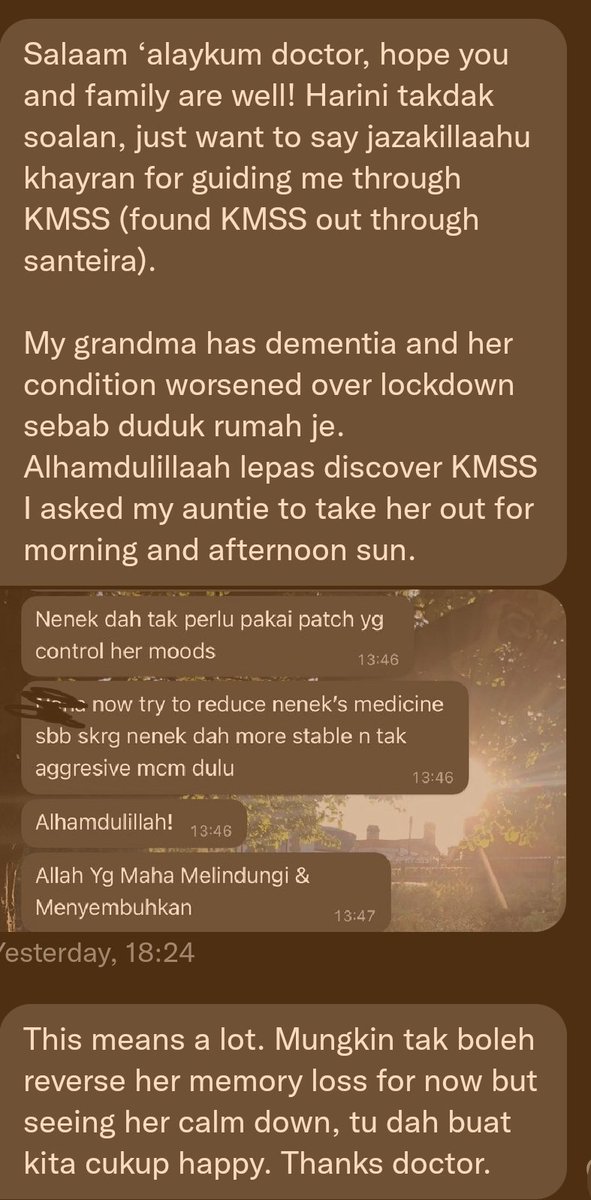 Salaam ‘alaykum doctor, hope you
and family are well! Harini takdak
soalan, just want to say jazakillaahu
khayran for guiding me through
KMSS (found KMSS out through
santeira).
My grandma has dementia and her
condition worsened over lockdown
sebab duduk rumah je.
Alhamdulillaah lepas discover KMSS
I asked my auntie to take her out for
morning and afternoon sun.
Nenek dah tak perlu pakai patch yg
control her moods
13:46
now try to reduce nenek’s medicine
sbb skrg nenek dah more stable n tak
aggresive mcm dulu
13:46
Alhamdulillah!
13:46
Allah Yg Maha Melindungi &
Menyembuhkan
13:47
Yesterday, 18:24
This means a lot. Mungkin tak boleh
reverse her memory loss for now but
seeing her calm down, tu dah buat
kita cukup happy. Thanks doctor.